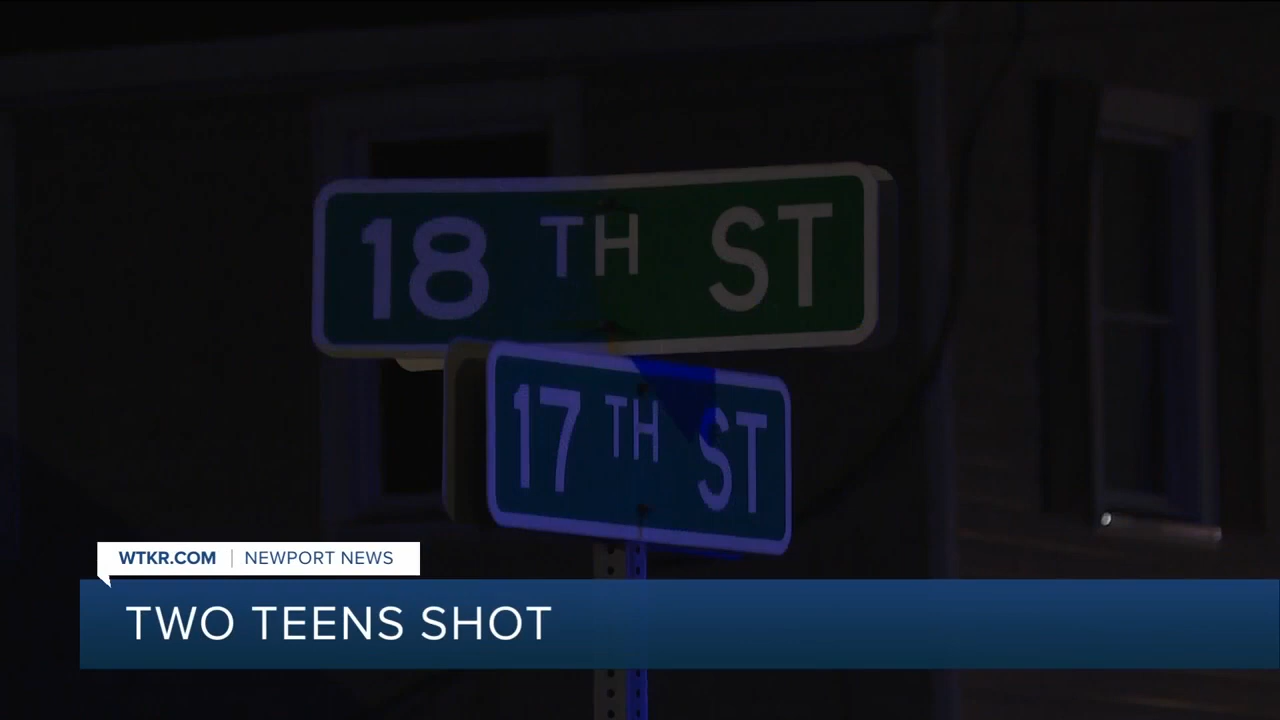 18 TH ST
17 TH ST
WTKR.COM | NEWPORT NEWS
TWO TEENS SHOT